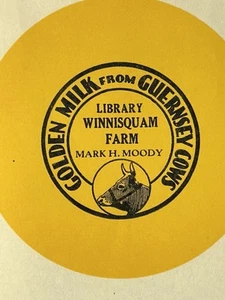 GOLDEN MILK FROM GUERNSEY COWS
LIBRARY
WINNISQUAM
FARM
MARK H. MOODY